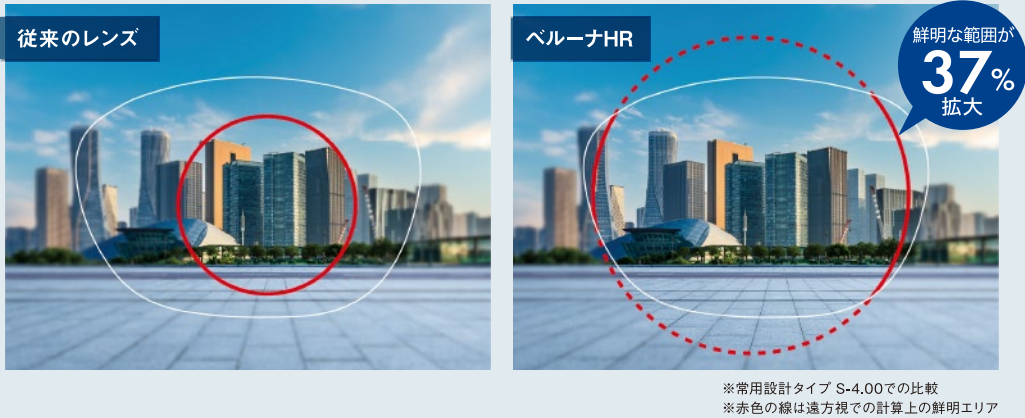 従来のレンズ
ベルーナHR
鮮明な範囲が
37%
拡大
※常用設計タイプ S-4.00での比較
※赤色の線は遠方視での計算上の鮮明エリア